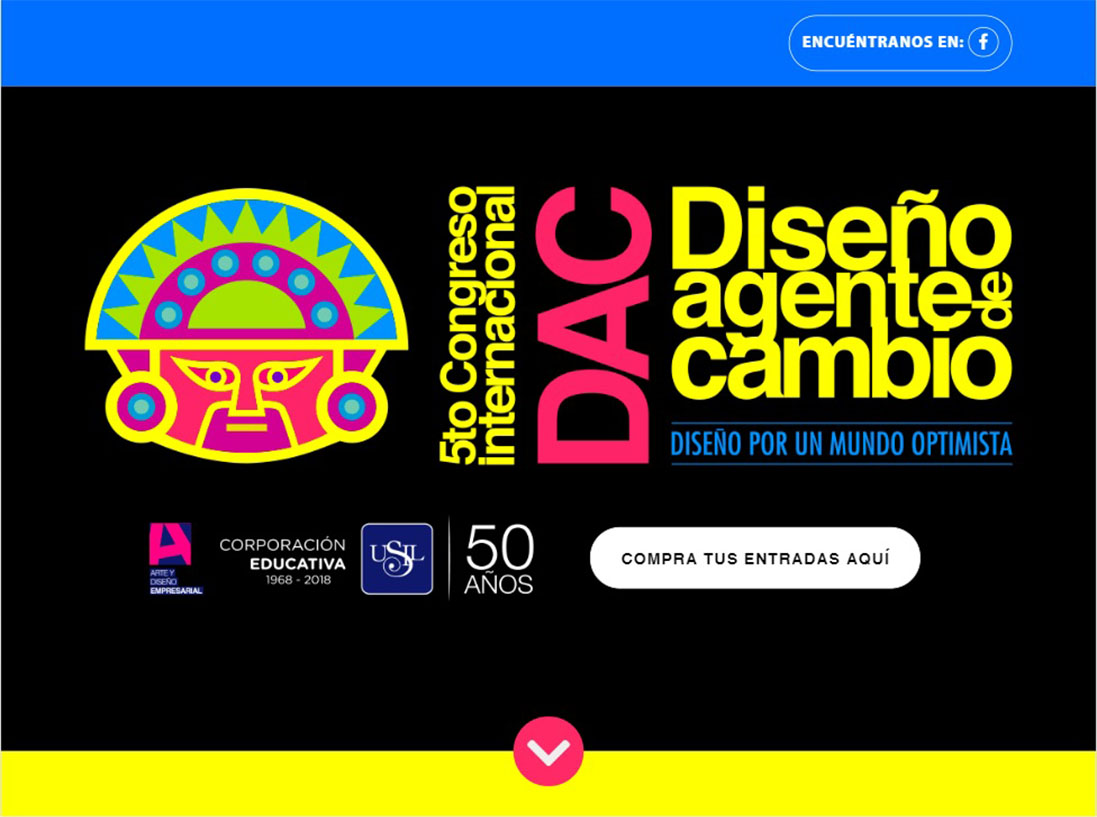 ENCUÉNTRANOS EN:
5to Congreso
internacional
DAC
Diseño
agente de
cambio
DISEÑO POR UN MUNDO OPTIMISTA
A
ARTE Y
DISEÑO
EMPRESARIAL
CORPORACIÓN
EDUCATIVA
1968 - 2018
USIL
50
AÑOS
COMPRA TUS ENTRADAS AQUÍ